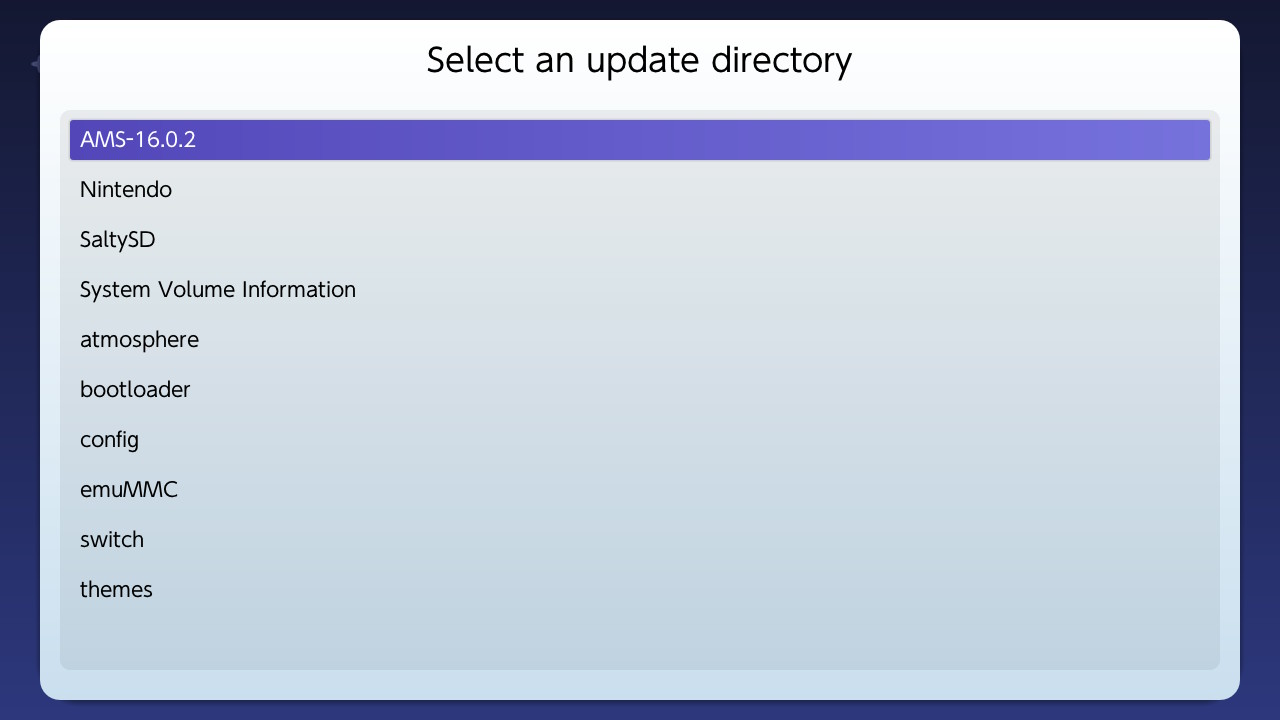 Select an update directory
AMS-16.0.2
Nintendo
SaltySD
System Volume Information
atmosphere
bootloader
config
emuMMC
switch
themes